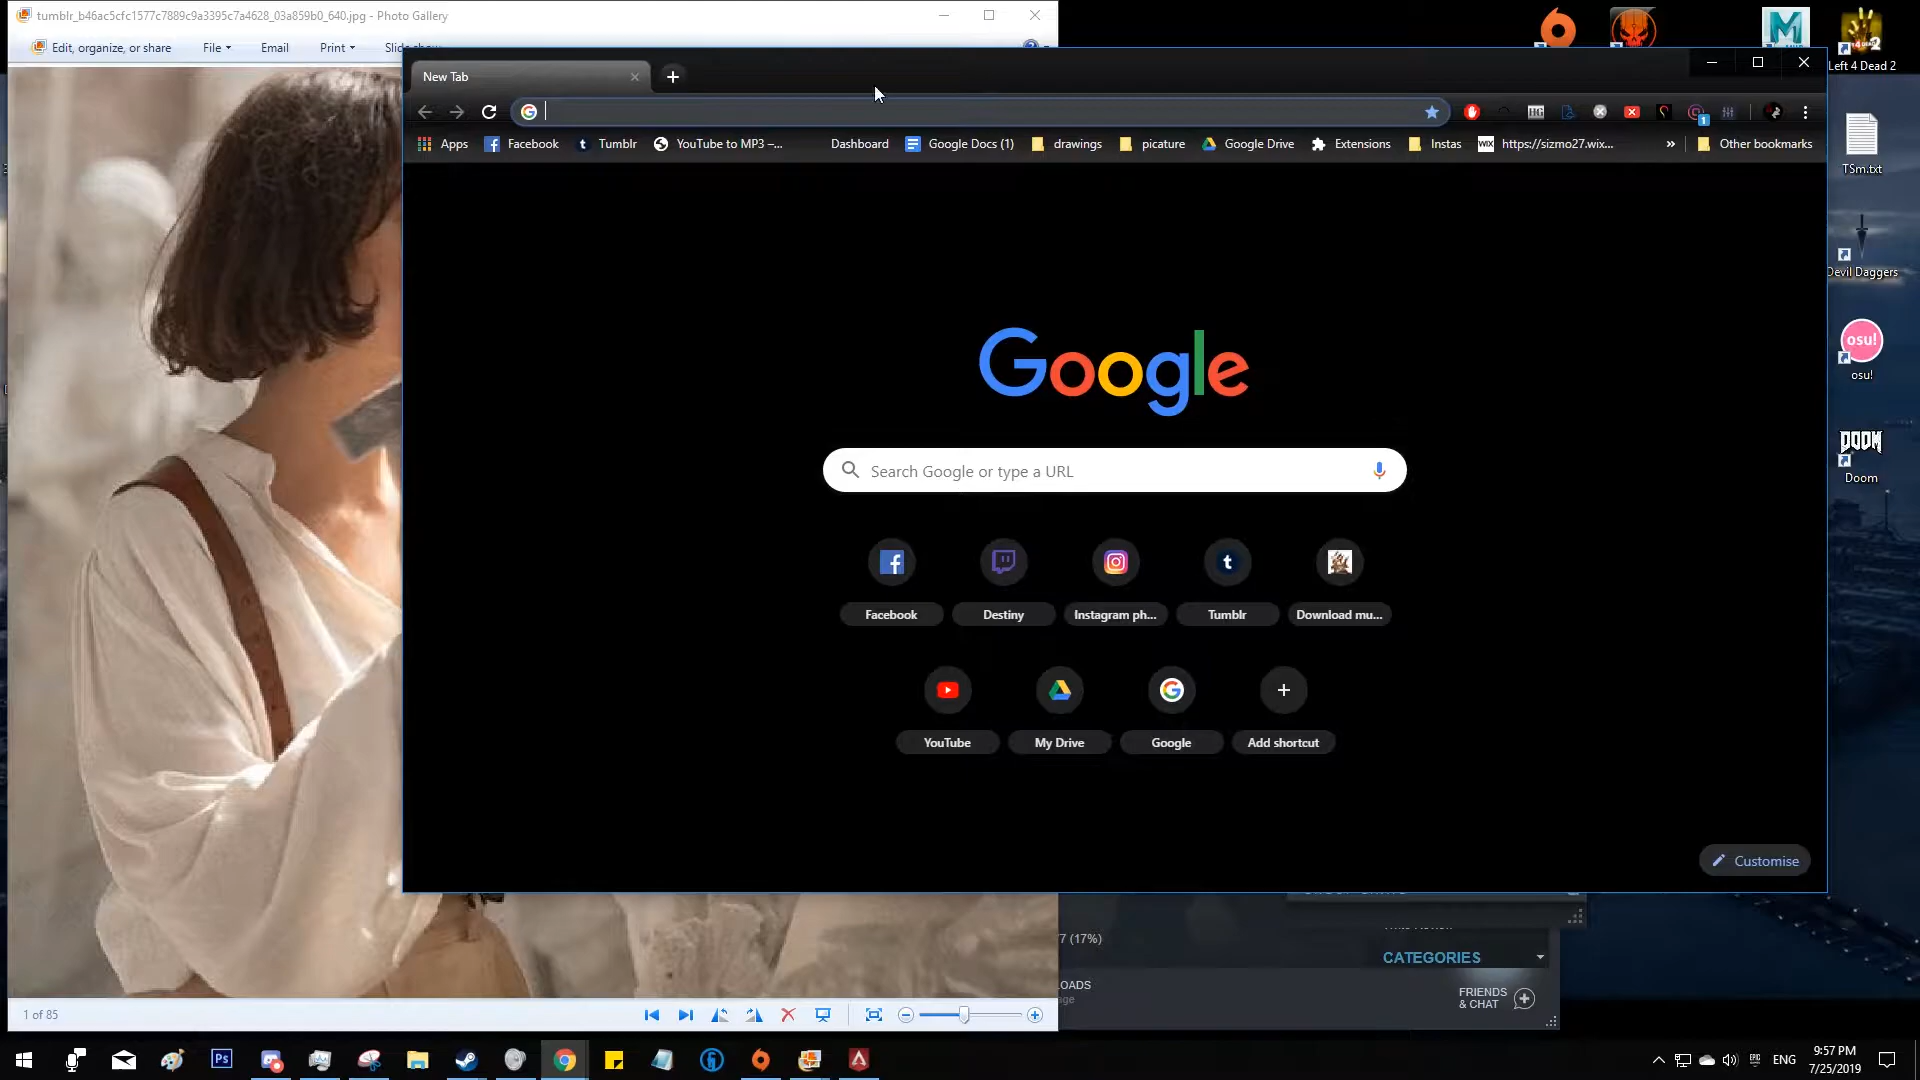 tumblr_b46ac5cfc1577c7889c9a3395c7a4628_03a859b0_640.jpg - Photo Gallery
Edit, organize, or share File Email Print
Left 4 Dead 2
New Tab
Apps Facebook Tumblr YouTube to MP3 –... Dashboard Google Docs (1) drawings picature Google Drive Extensions Instas https://sizmo27.wix... » Other bookmarks
TSm.txt
Devil Daggers
osu!
osu!
DOOM
Doom
Google
Search Google or type a URL
Facebook Destiny Instagram ph... Tumblr Download mu...
YouTube My Drive Google Add shortcut
Customise
(17%)
CATEGORIES
FRIENDS
& CHAT
1 of 85
ENG
9:57 PM
7/25/2019